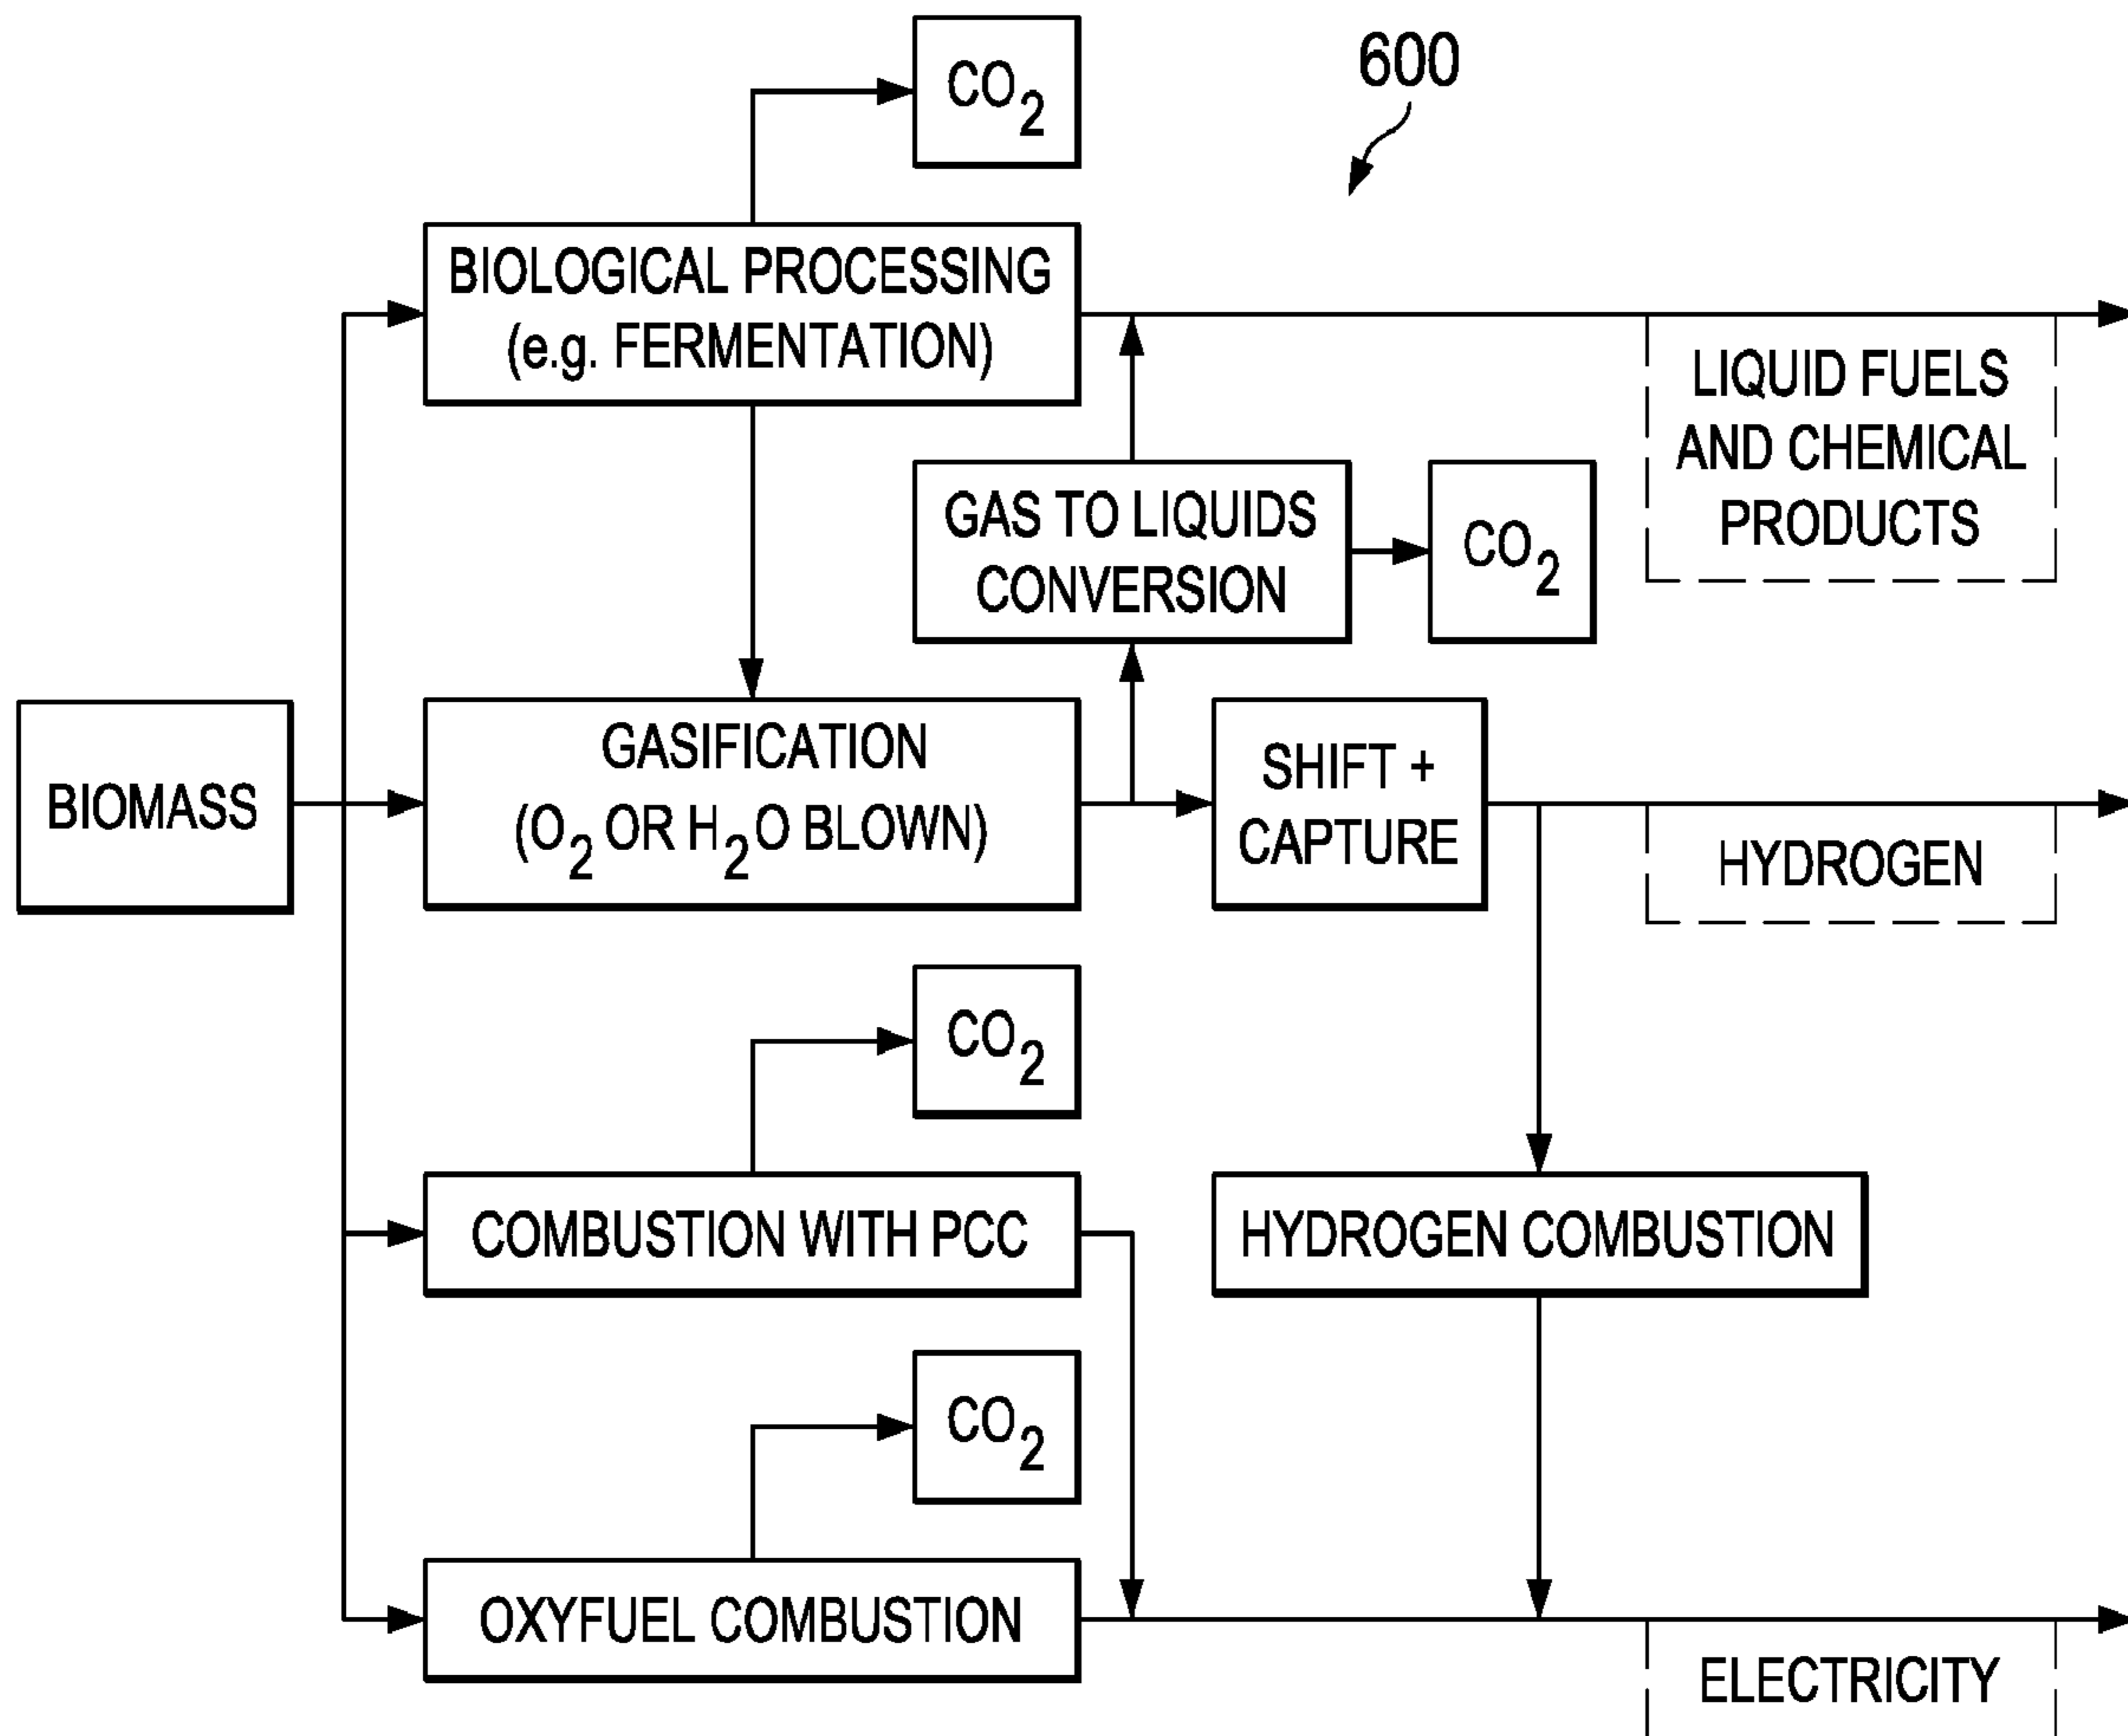 600
CO2
BIOLOGICAL PROCESSING
(e.g. FERMENTATION)
LIQUID FUELS
AND CHEMICAL
PRODUCTS
GAS TO LIQUIDS
CONVERSION
CO2
BIOMASS
GASIFICATION
(O2 OR H2O BLOWN)
SHIFT +
CAPTURE
HYDROGEN
CO2
COMBUSTION WITH PCC
HYDROGEN COMBUSTION
CO2
OXYFUEL COMBUSTION
ELECTRICITY